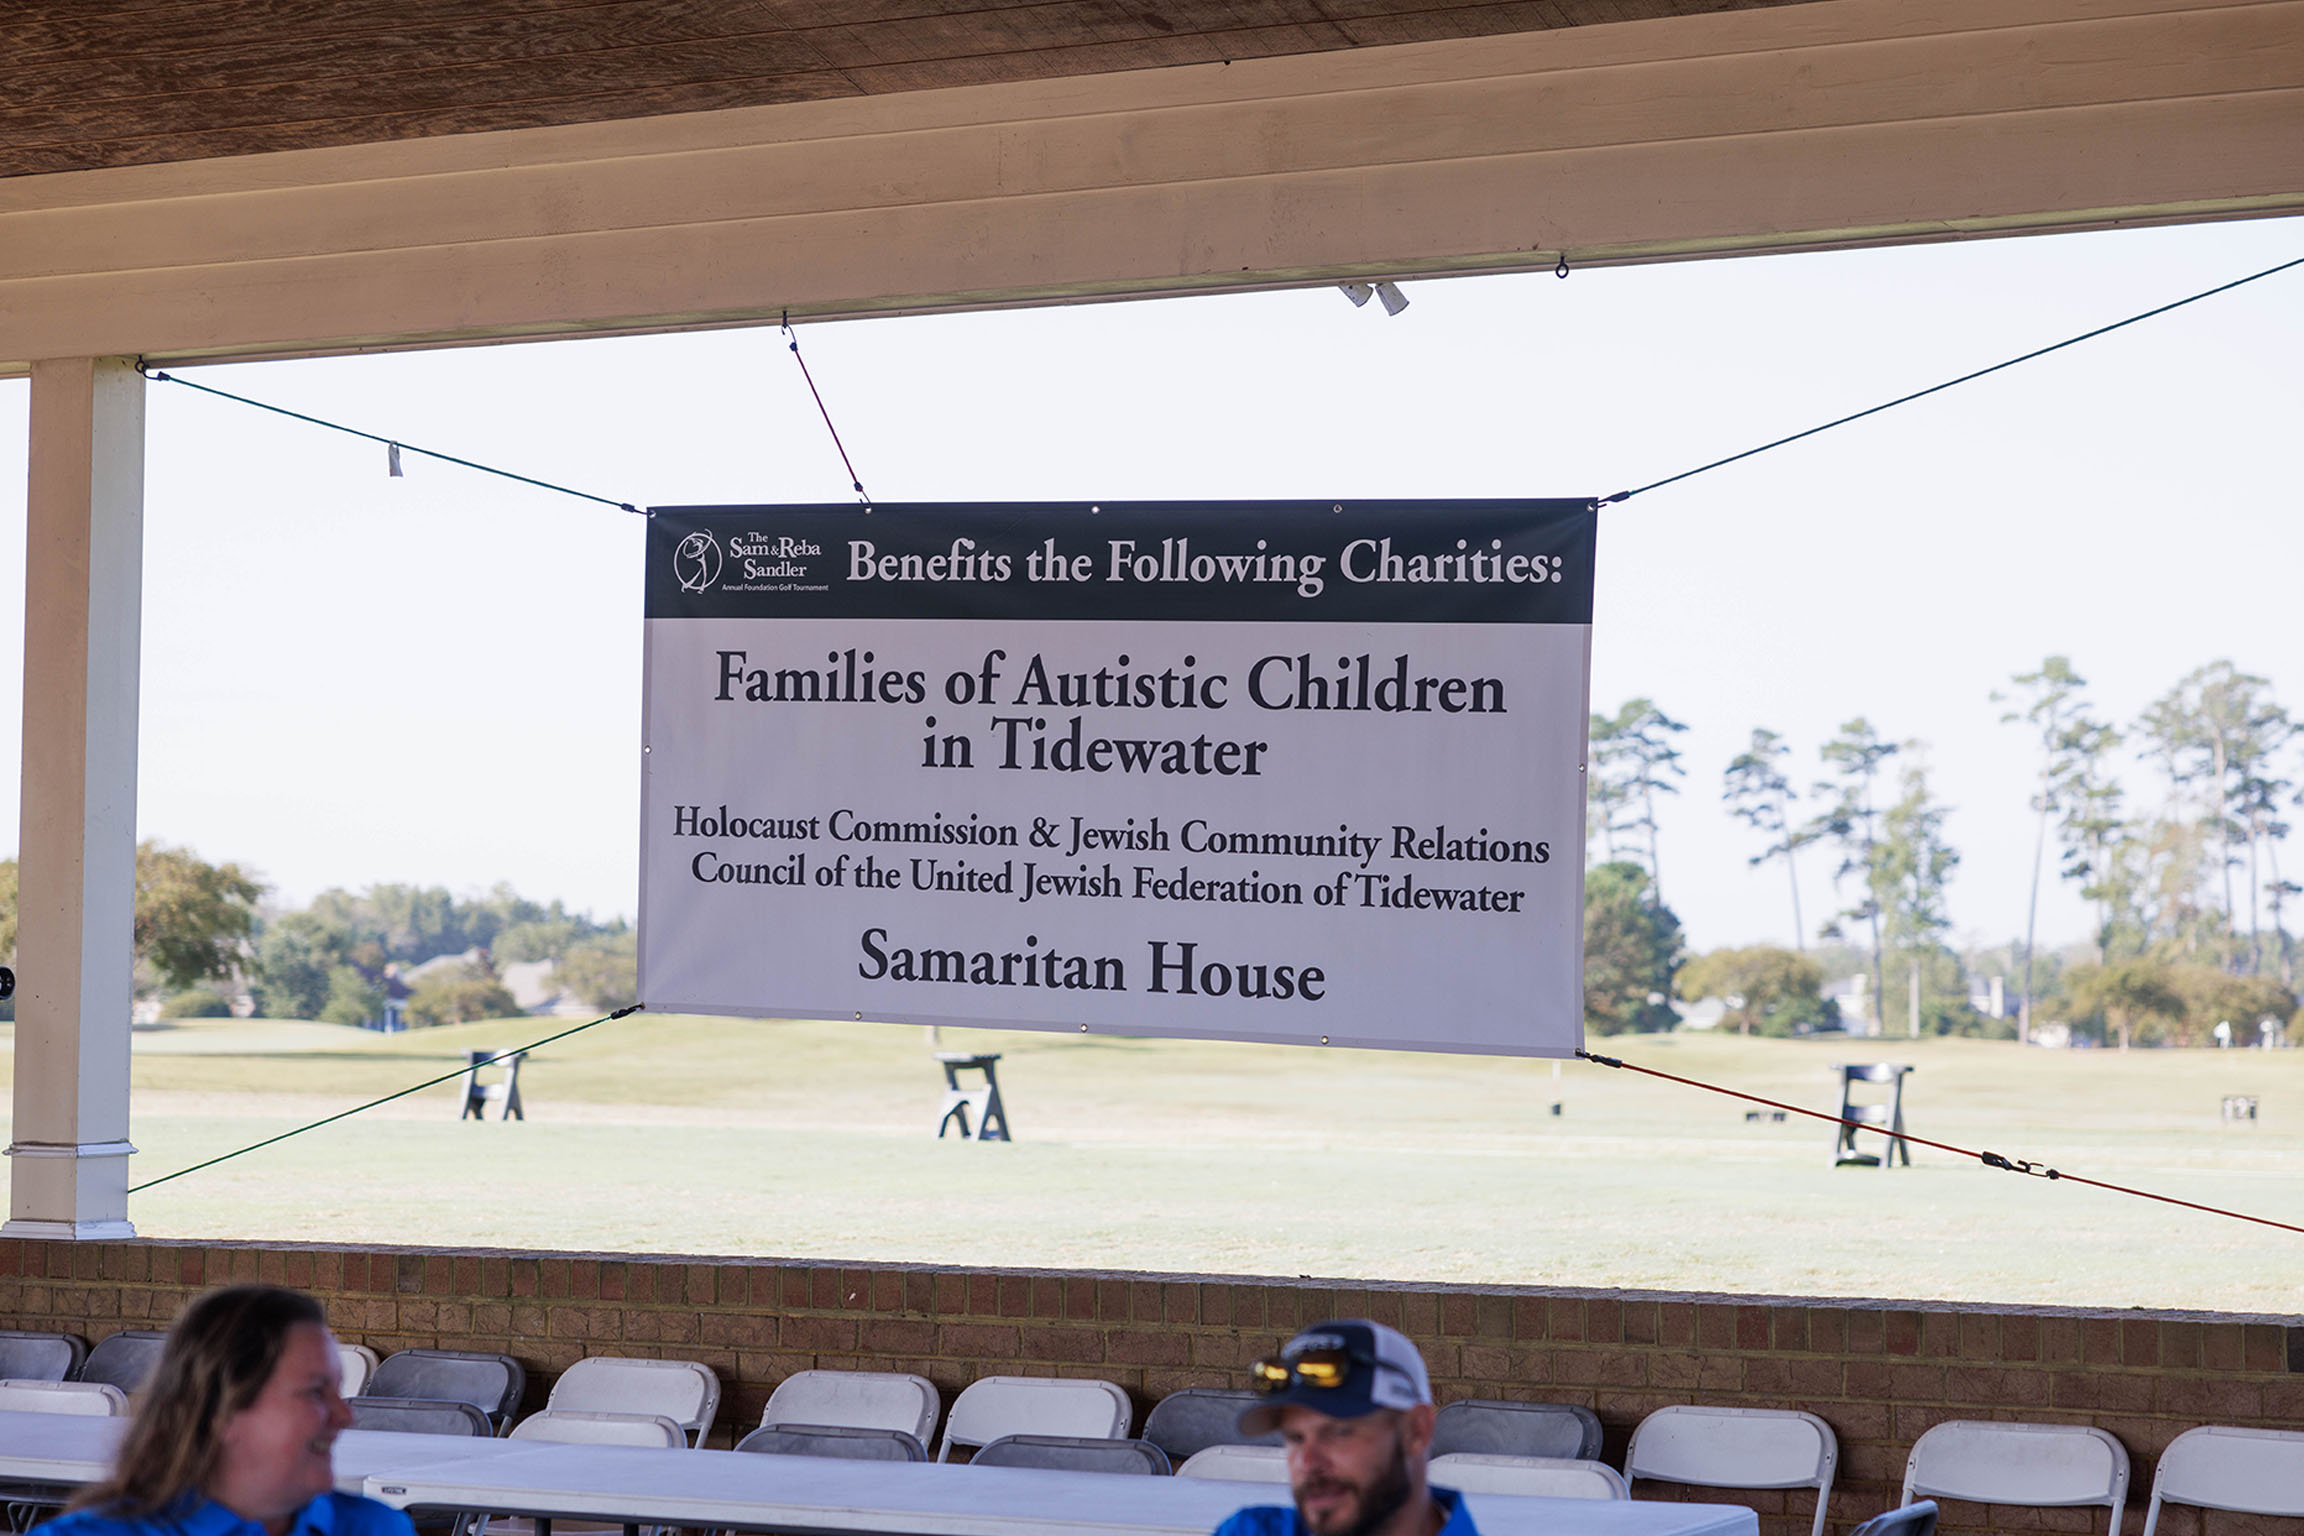 The
Sam & Reba
Sandler
Annual Foundation Golf Tournament
Benefits the Following Charities:
Families of Autistic Children
in Tidewater
Holocaust Commission & Jewish Community Relations
Council of the United Jewish Federation of Tidewater
Samaritan House